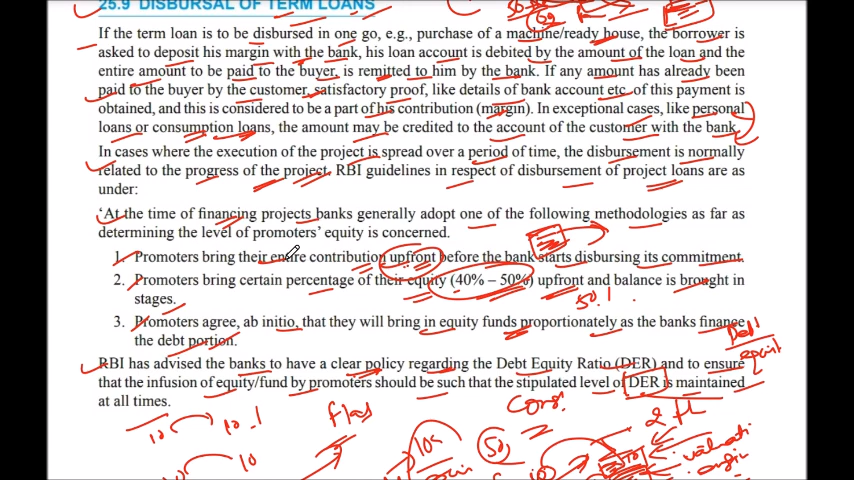 25.9 DISBURSAL OF TERM LOANS
If the term loan is to be disbursed in one go, e.g., purchase of a machine/ready house, the borrower is
asked to deposit his margin with the bank, his loan account is debited by the amount of the loan and the
entire amount to be paid to the buyer, is remitted to him by the bank. If any amount has already been
paid to the buyer by the customer, satisfactory proof, like details of bank account etc. of this payment is
obtained, and this is considered to be a part of his contribution (margin). In exceptional cases, like personal
loans or consumption loans, the amount may be credited to the account of the customer with the bank.
In cases where the execution of the project is spread over a period of time, the disbursement is normally
related to the progress of the project. RBI guidelines in respect of disbursement of project loans are as
under:
'At the time of financing projects banks generally adopt one of the following methodologies as far as
determining the level of promoters' equity is concerned.
1. Promoters bring their entire contribution upfront before the bank starts disbursing its commitment.
2. Promoters bring certain percentage of their equity (40% – 50%) upfront and balance is brought in
stages.
50.1
3. Promoters agree, ab initio, that they will bring in equity funds proportionately as the banks finance
the debt portion.
Debt
equit
RBI has advised the banks to have a clear policy regarding the Debt Equity Ratio (DER) and to ensure
that the infusion of equity/fund by promoters should be such that the stipulated level of DER is maintained
at all times.
10 10.1
flat
2 fl
10
50
10